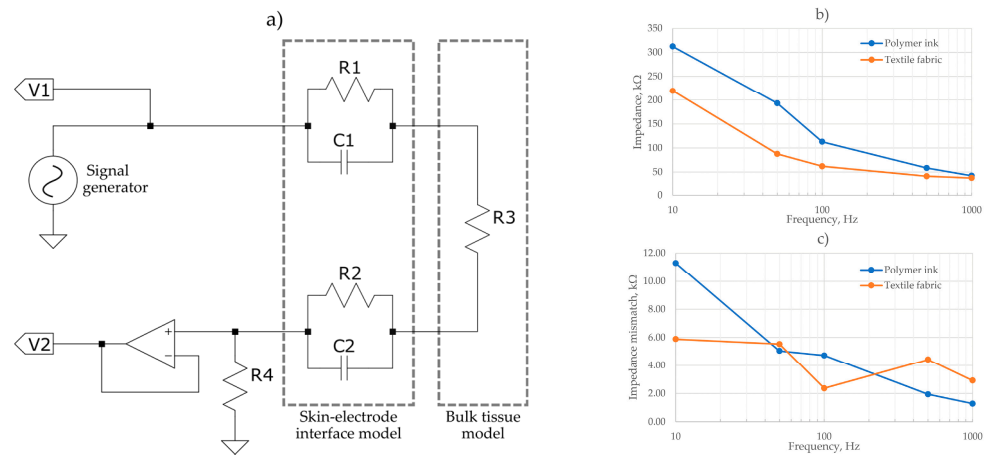 a)
V1
Signal
generator
R1
C1
R3
R2
C2
V2
+
−
R4
Skin-electrode
interface model
Bulk tissue
model
b)
Impedance, kΩ
350
300
250
200
150
100
50
0
Polymer ink
Textile fabric
10
100
1000
Frequency, Hz
c)
Impedance mismatch, kΩ
12.00
10.00
8.00
6.00
4.00
2.00
0.00
Polymer ink
Textile fabric
10
100
1000
Frequency, Hz